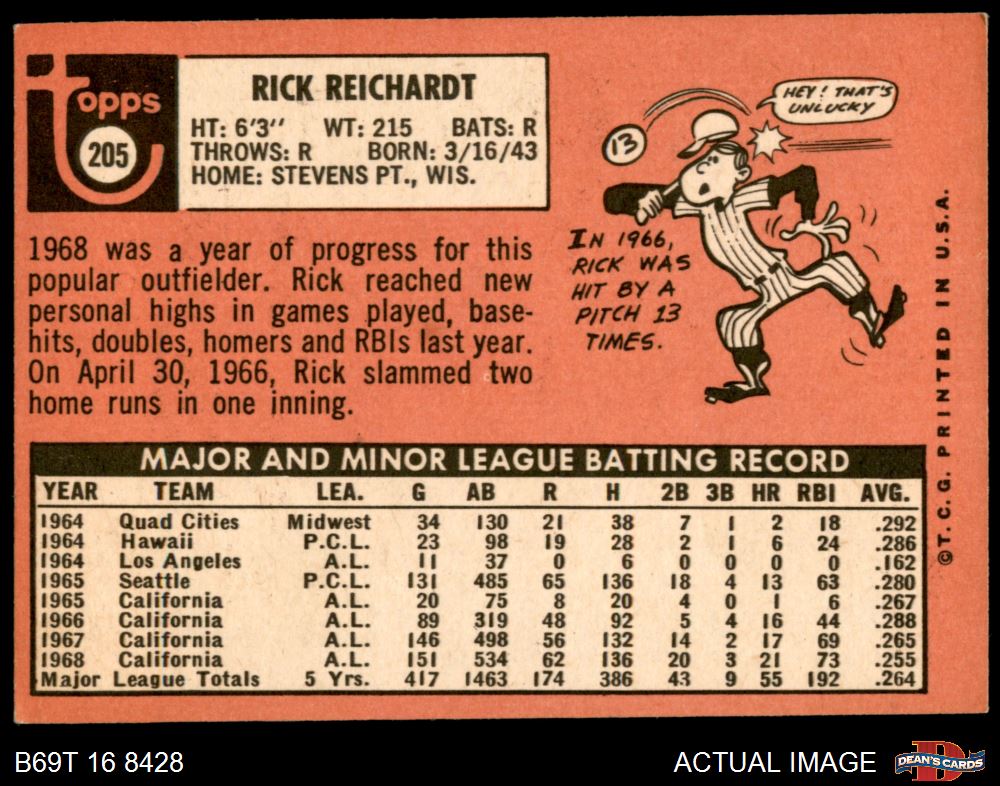 Topps
205
RICK REICHARDT
HT: 6'3" WT: 215 BATS: R
THROWS: R BORN: 3/16/43
HOME: STEVENS PT., WIS.
1968 was a year of progress for this
popular outfielder. Rick reached new
personal highs in games played, base-
hits, doubles, homers and RBIs last year.
On April 30, 1966, Rick slammed two
home runs in one inning.
13
HEY! THAT'S
UNLUCKY
IN 1966,
RICK WAS
HIT BY A
PITCH 13
TIMES.
©T. C. G. PRINTED IN U.S.A.
MAJOR AND MINOR LEAGUE BATTING RECORD
YEAR TEAM LEA. G AB R H 2B 3B HR RBI AVG.
1964 Quad Cities Midwest 34 130 21 38 7 1 2 18 .292
1964 Hawaii P.C.L. 23 98 19 28 2 1 6 24 .286
1964 Los Angeles A.L. 11 37 0 6 0 0 0 0 .162
1965 Seattle P.C.L. 131 485 65 136 18 4 13 63 .280
1965 California A.L. 20 75 8 20 4 0 1 6 .267
1966 California A.L. 89 319 48 92 5 4 16 44 .288
1967 California A.L. 146 498 56 132 14 2 17 69 .265
1968 California A.L. 151 534 62 136 20 3 21 73 .255
Major League Totals 5 Yrs. 417 1463 174 386 43 9 55 192 .264
B69T 16 8428
ACTUAL IMAGE
D
DEAN'S CARDS